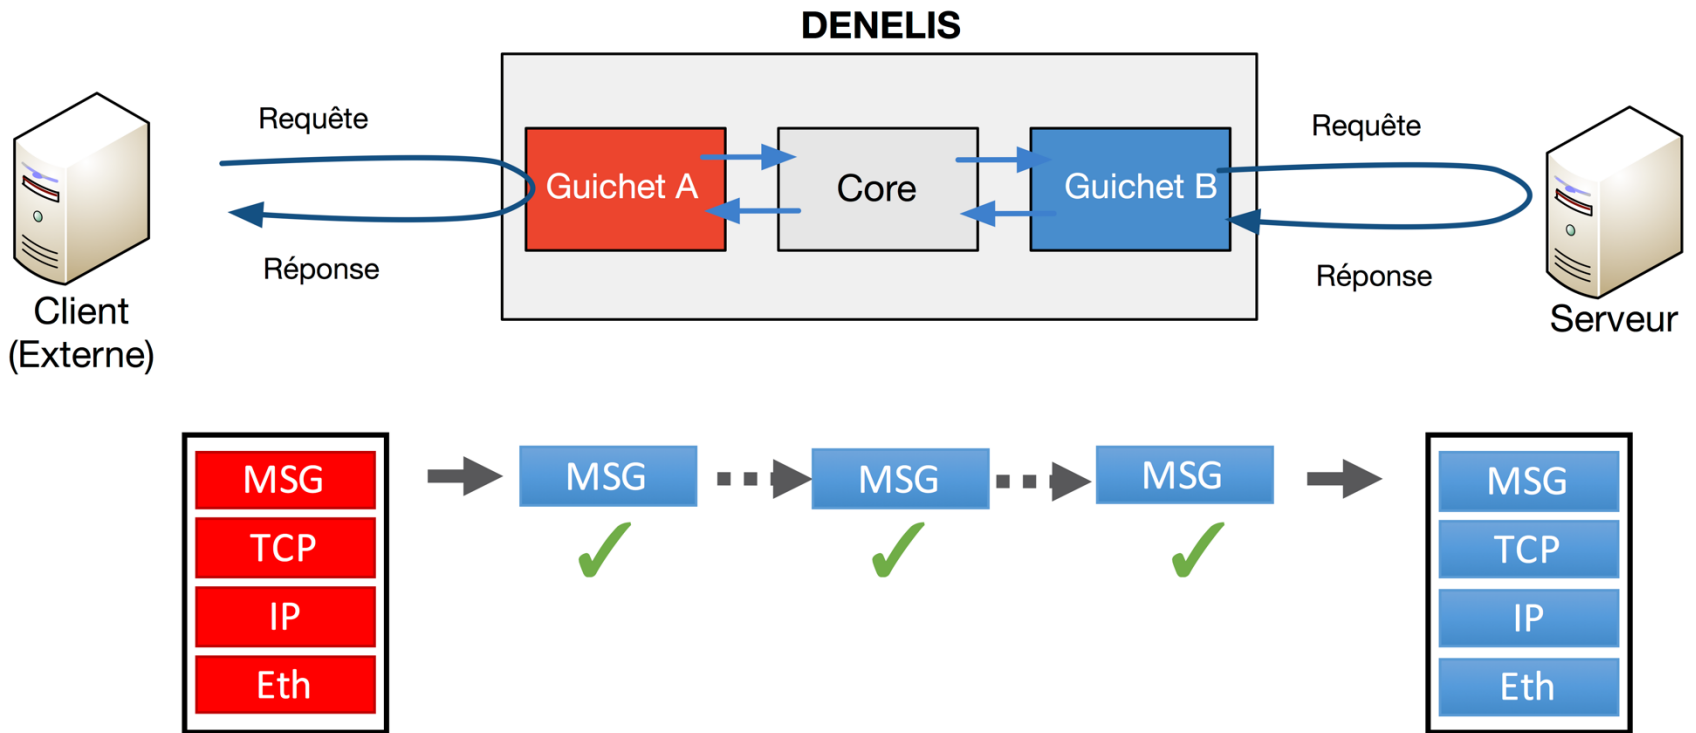 DENELIS
Requête
Réponse
Client
(Externe)
Guichet A
Core
Guichet B
Requête
Réponse
Serveur
MSG
TCP
IP
Eth
MSG
MSG
MSG
MSG
TCP
IP
Eth